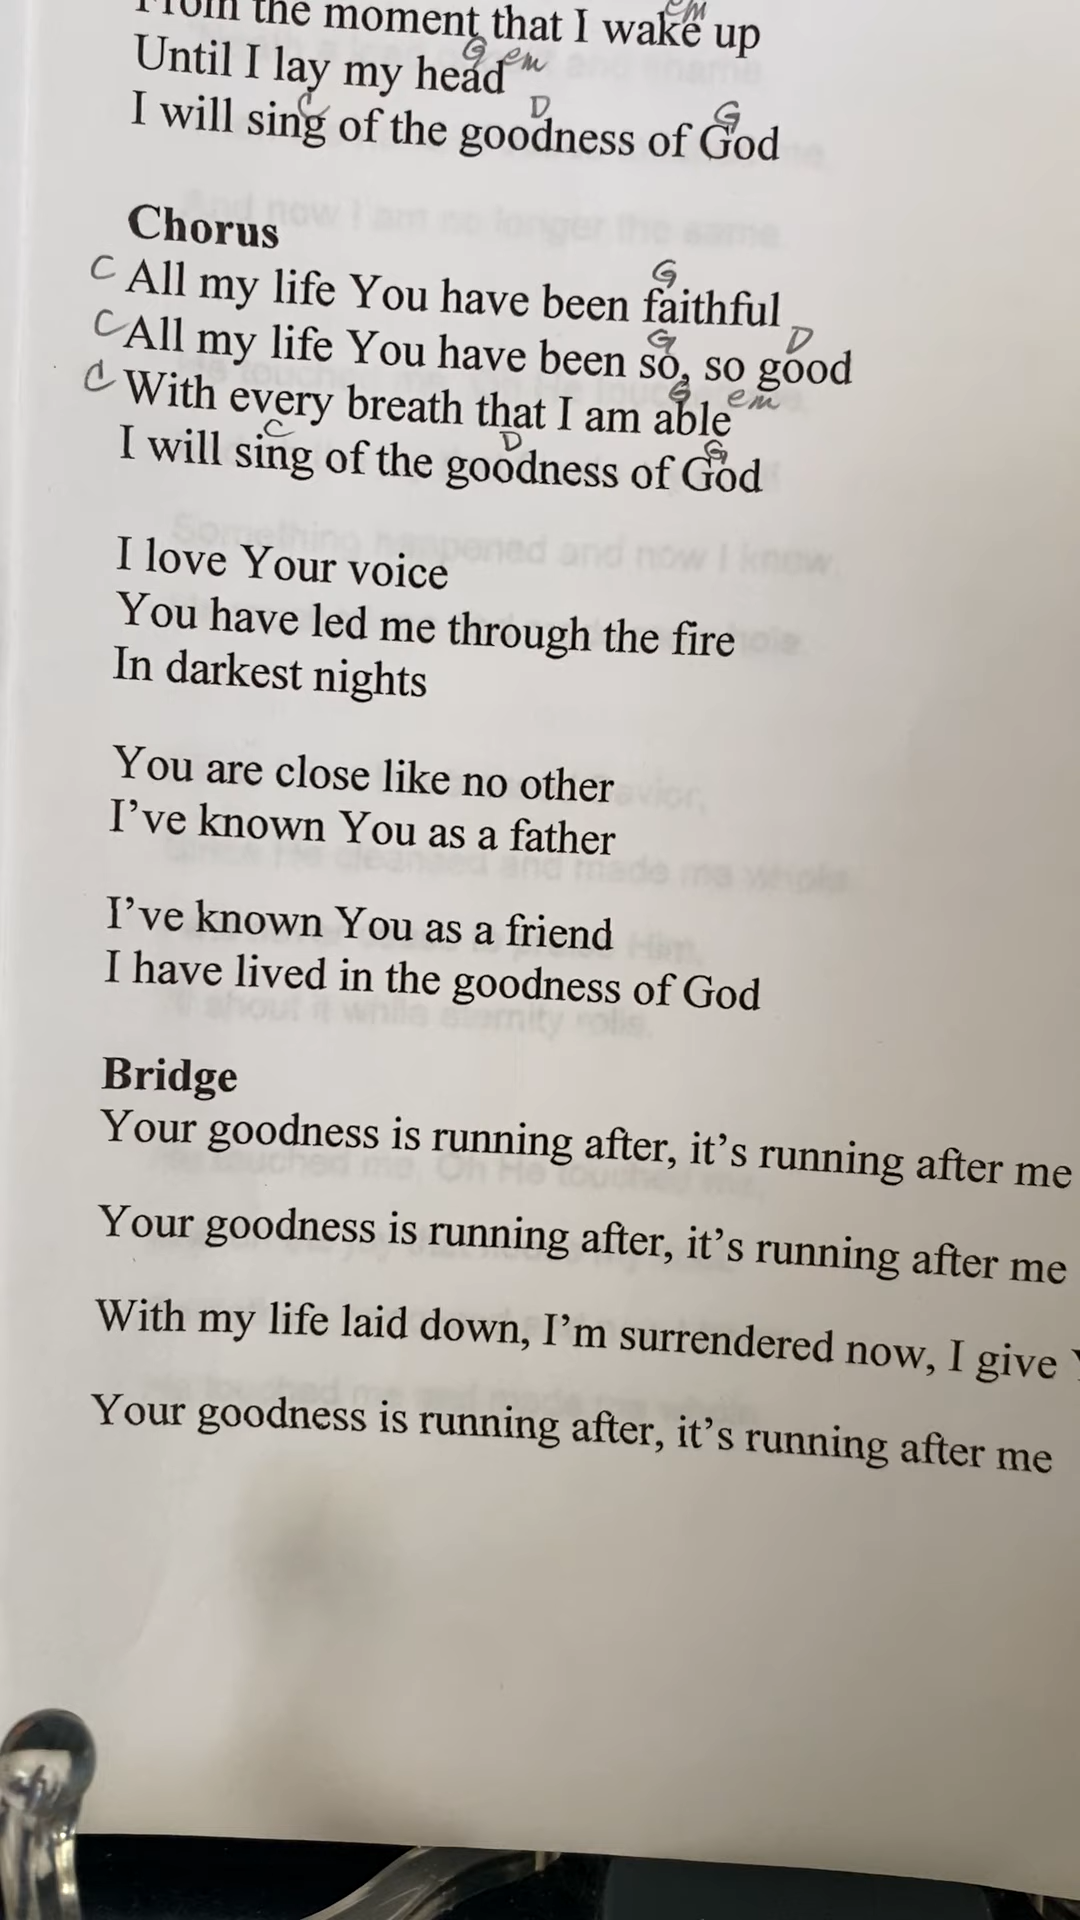 From the moment that I wake up
em
Until I lay my head
G em
I will sing of the goodness of God
C D G
Chorus
C All my life You have been faithful
G
C All my life You have been so, so good
G D
C With every breath that I am able
G em
I will sing of the goodness of God
C D G
I love Your voice
You have led me through the fire
In darkest nights
You are close like no other
I've known You as a father
I've known You as a friend
I have lived in the goodness of God
Bridge
Your goodness is running after, it's running after me
Your goodness is running after, it's running after me
With my life laid down, I'm surrendered now, I give
Your goodness is running after, it's running after me